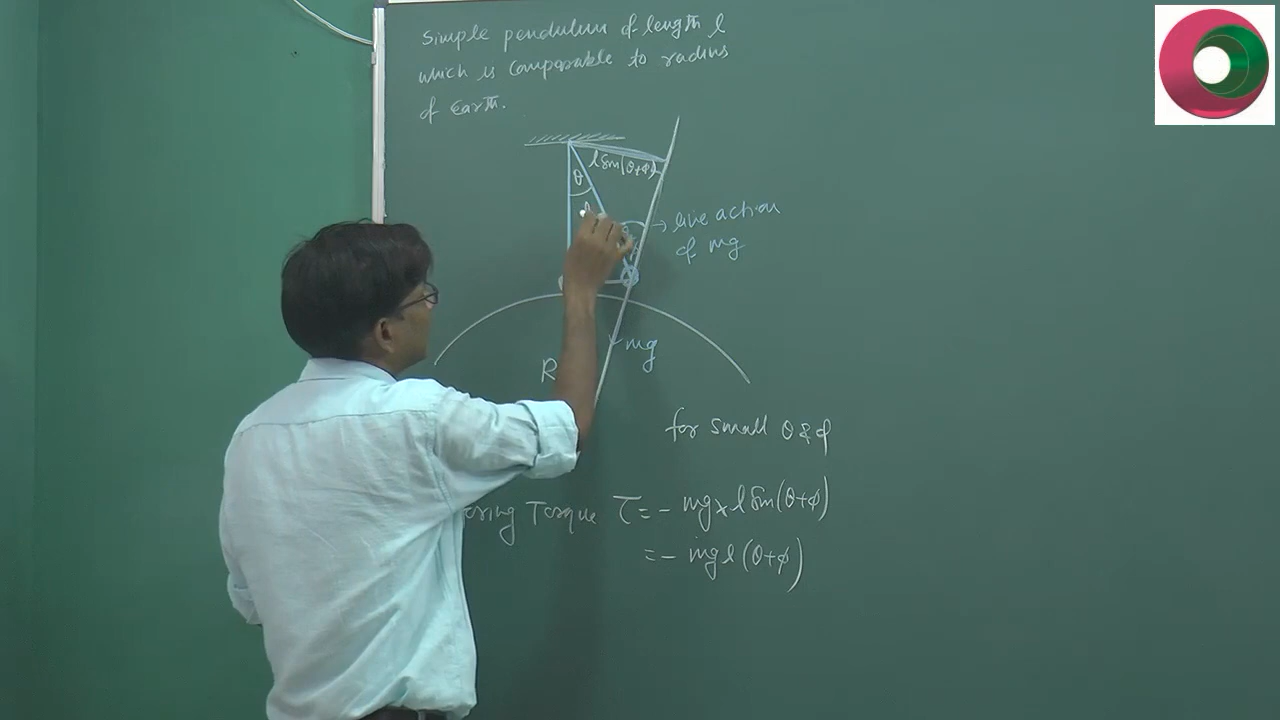 Simple pendulum of length l
which is Comparable to radius
of Earth.
l Sin(θ+ϕ)
θ
line action
of mg
mg
R
for small θ & ϕ
Torque τ = - mg x l Sin(θ+ϕ)
= - mgl(θ+ϕ)